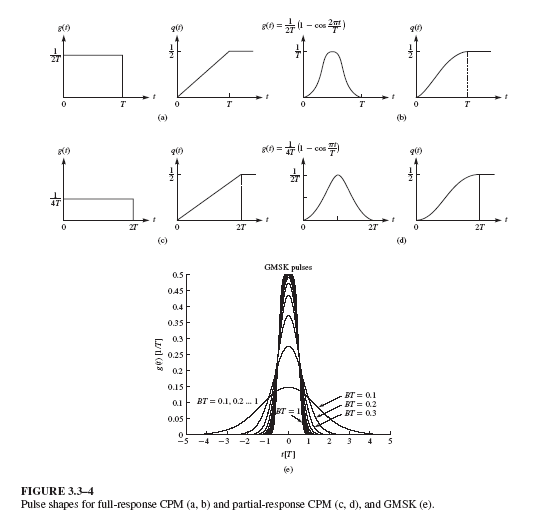 g(t)
q(t)
g(t) = 1/2T (1 − cos 2πt/T)
q(t)
1/2T
1/2
1/T
1/2
0 T t
0 T t
0 T t
0 T t
(a)
(b)
g(t)
q(t)
g(t) = 1/4T (1 − cos πt/T)
q(t)
1/4T
1/2
1/2T
1/2
0 2T t
0 2T t
0 2T t
0 2T t
(c)
(d)
GMSK pulses
g(t) [1/T]
0.5
0.45
0.4
0.35
0.3
0.25
0.2
0.15
0.1
0.05
0
BT = 0.1, 0.2 ... 1
BT = 1
BT = 0.1
BT = 0.2
BT = 0.3
−5 −4 −3 −2 −1 0 1 2 3 4 5
t[T]
(e)
FIGURE 3.3–4
Pulse shapes for full-response CPM (a, b) and partial-response CPM (c, d), and GMSK (e).